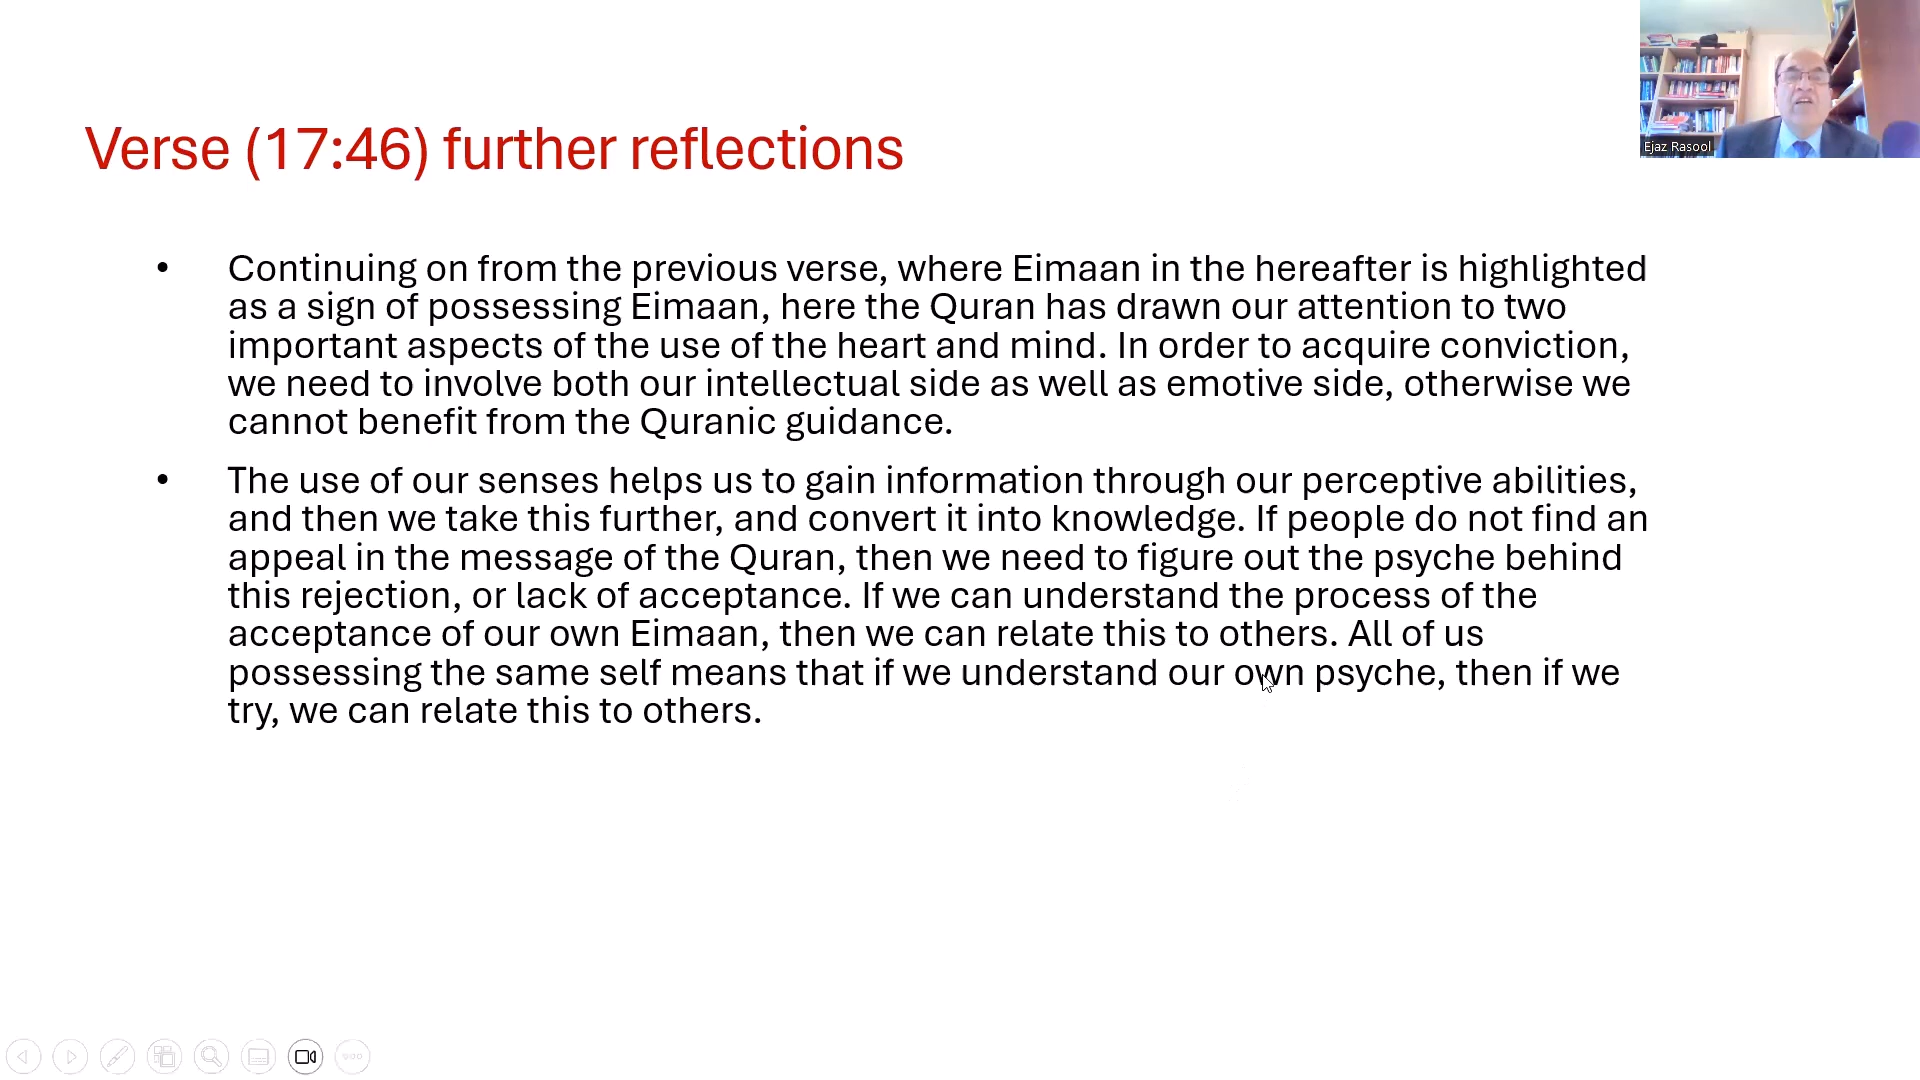 Verse (17:46) further reflections
Ejaz Rasool
• Continuing on from the previous verse, where Eimaan in the hereafter is highlighted
as a sign of possessing Eimaan, here the Quran has drawn our attention to two
important aspects of the use of the heart and mind. In order to acquire conviction,
we need to involve both our intellectual side as well as emotive side, otherwise we
cannot benefit from the Quranic guidance.
• The use of our senses helps us to gain information through our perceptive abilities,
and then we take this further, and convert it into knowledge. If people do not find an
appeal in the message of the Quran, then we need to figure out the psyche behind
this rejection, or lack of acceptance. If we can understand the process of the
acceptance of our own Eimaan, then we can relate this to others. All of us
possessing the same self means that if we understand our own psyche, then if we
try, we can relate this to others.